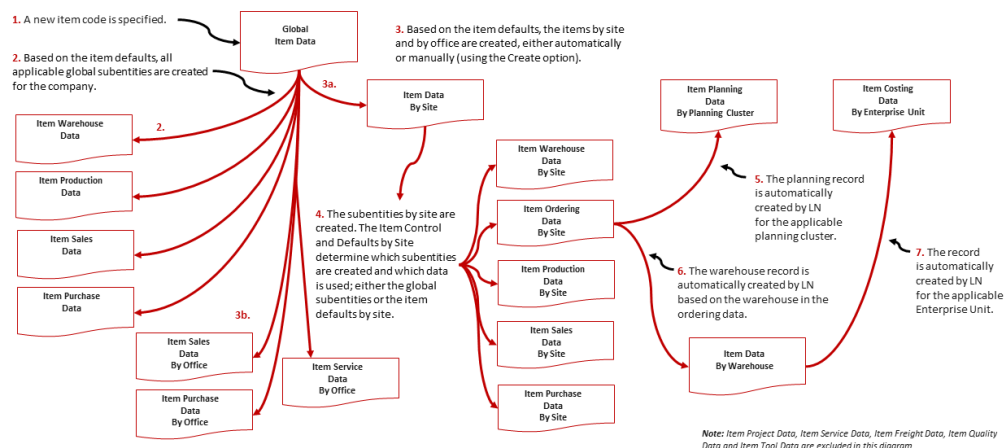 1. A new item code is specified.
2. Based on the item defaults, all
applicable global subentities are created
for the company.
Global
Item Data
3. Based on the item defaults, the items by site
and by office are created, either automatically
or manually (using the Create option).
3a.
Item Data
By Site
2.
Item Warehouse
Data
Item Production
Data
Item Sales
Data
Item Purchase
Data
3b.
Item Sales
Data
By Office
Item Purchase
Data
By Office
Item Service
Data
By Office
4. The subentities by site are
created. The Item Control
and Defaults by Site
determine which subentities
are created and which data
is used; either the global
subentities or the item
defaults by site.
Item Warehouse
Data
By Site
Item Ordering
Data
By Site
Item Production
Data
By Site
Item Sales
Data
By Site
Item Purchase
Data
By Site
Item Planning
Data
By Planning Cluster
Item Costing
Data
By Enterprise Unit
5. The planning record
is automatically
created by LN
for the applicable
planning cluster.
6. The warehouse record is
automatically created by LN
based on the warehouse in the
ordering data.
7. The record
is automatically
created by LN
for the applicable
Enterprise Unit.
Item Data
By Warehouse
Note: Item Project Data, Item Service Data, Item Freight Data, Item Quality
Data and Item Tool Data are excluded in this diagram